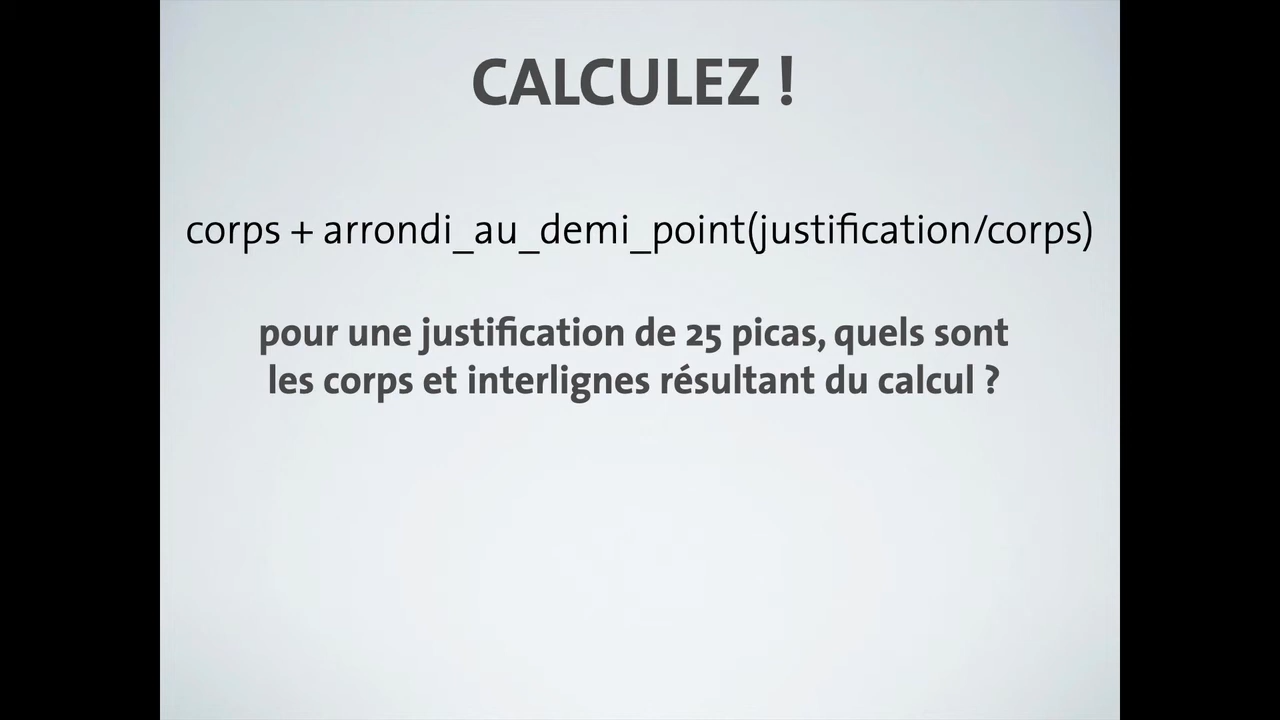 CALCULEZ !
corps + arrondi_au_demi_point(justification/corps)
pour une justification de 25 picas, quels sont
les corps et interlignes résultant du calcul ?